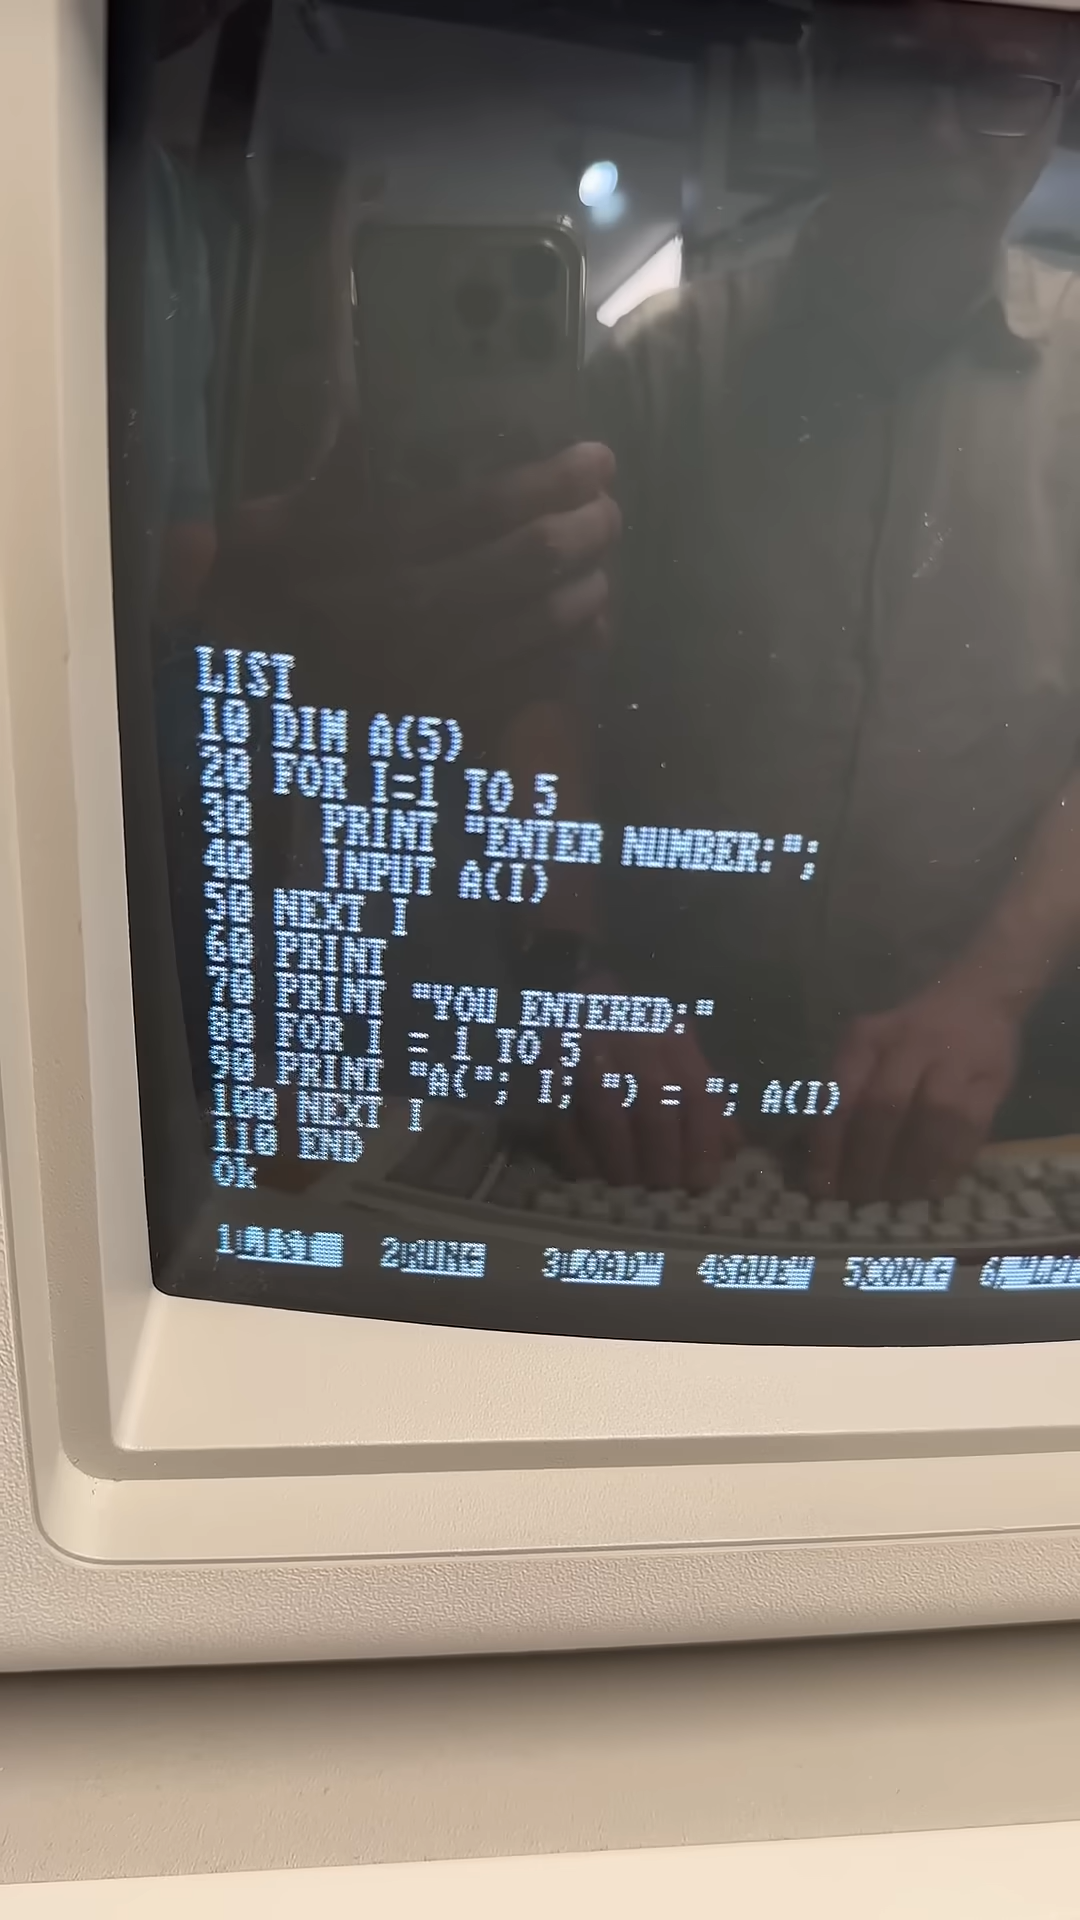 LIST
10 DIM A(5)
20 FOR I=1 TO 5
30    PRINT "ENTER NUMBER:";
40    INPUT A(I)
50 NEXT I
60 PRINT
70 PRINT "YOU ENTERED:"
80 FOR I = 1 TO 5
90 PRINT "A("; I; ") = "; A(I)
100 NEXT I
110 END
Ok
1LIST 2RUN← 3LOAD" 4SAVE" 5CONT← 6